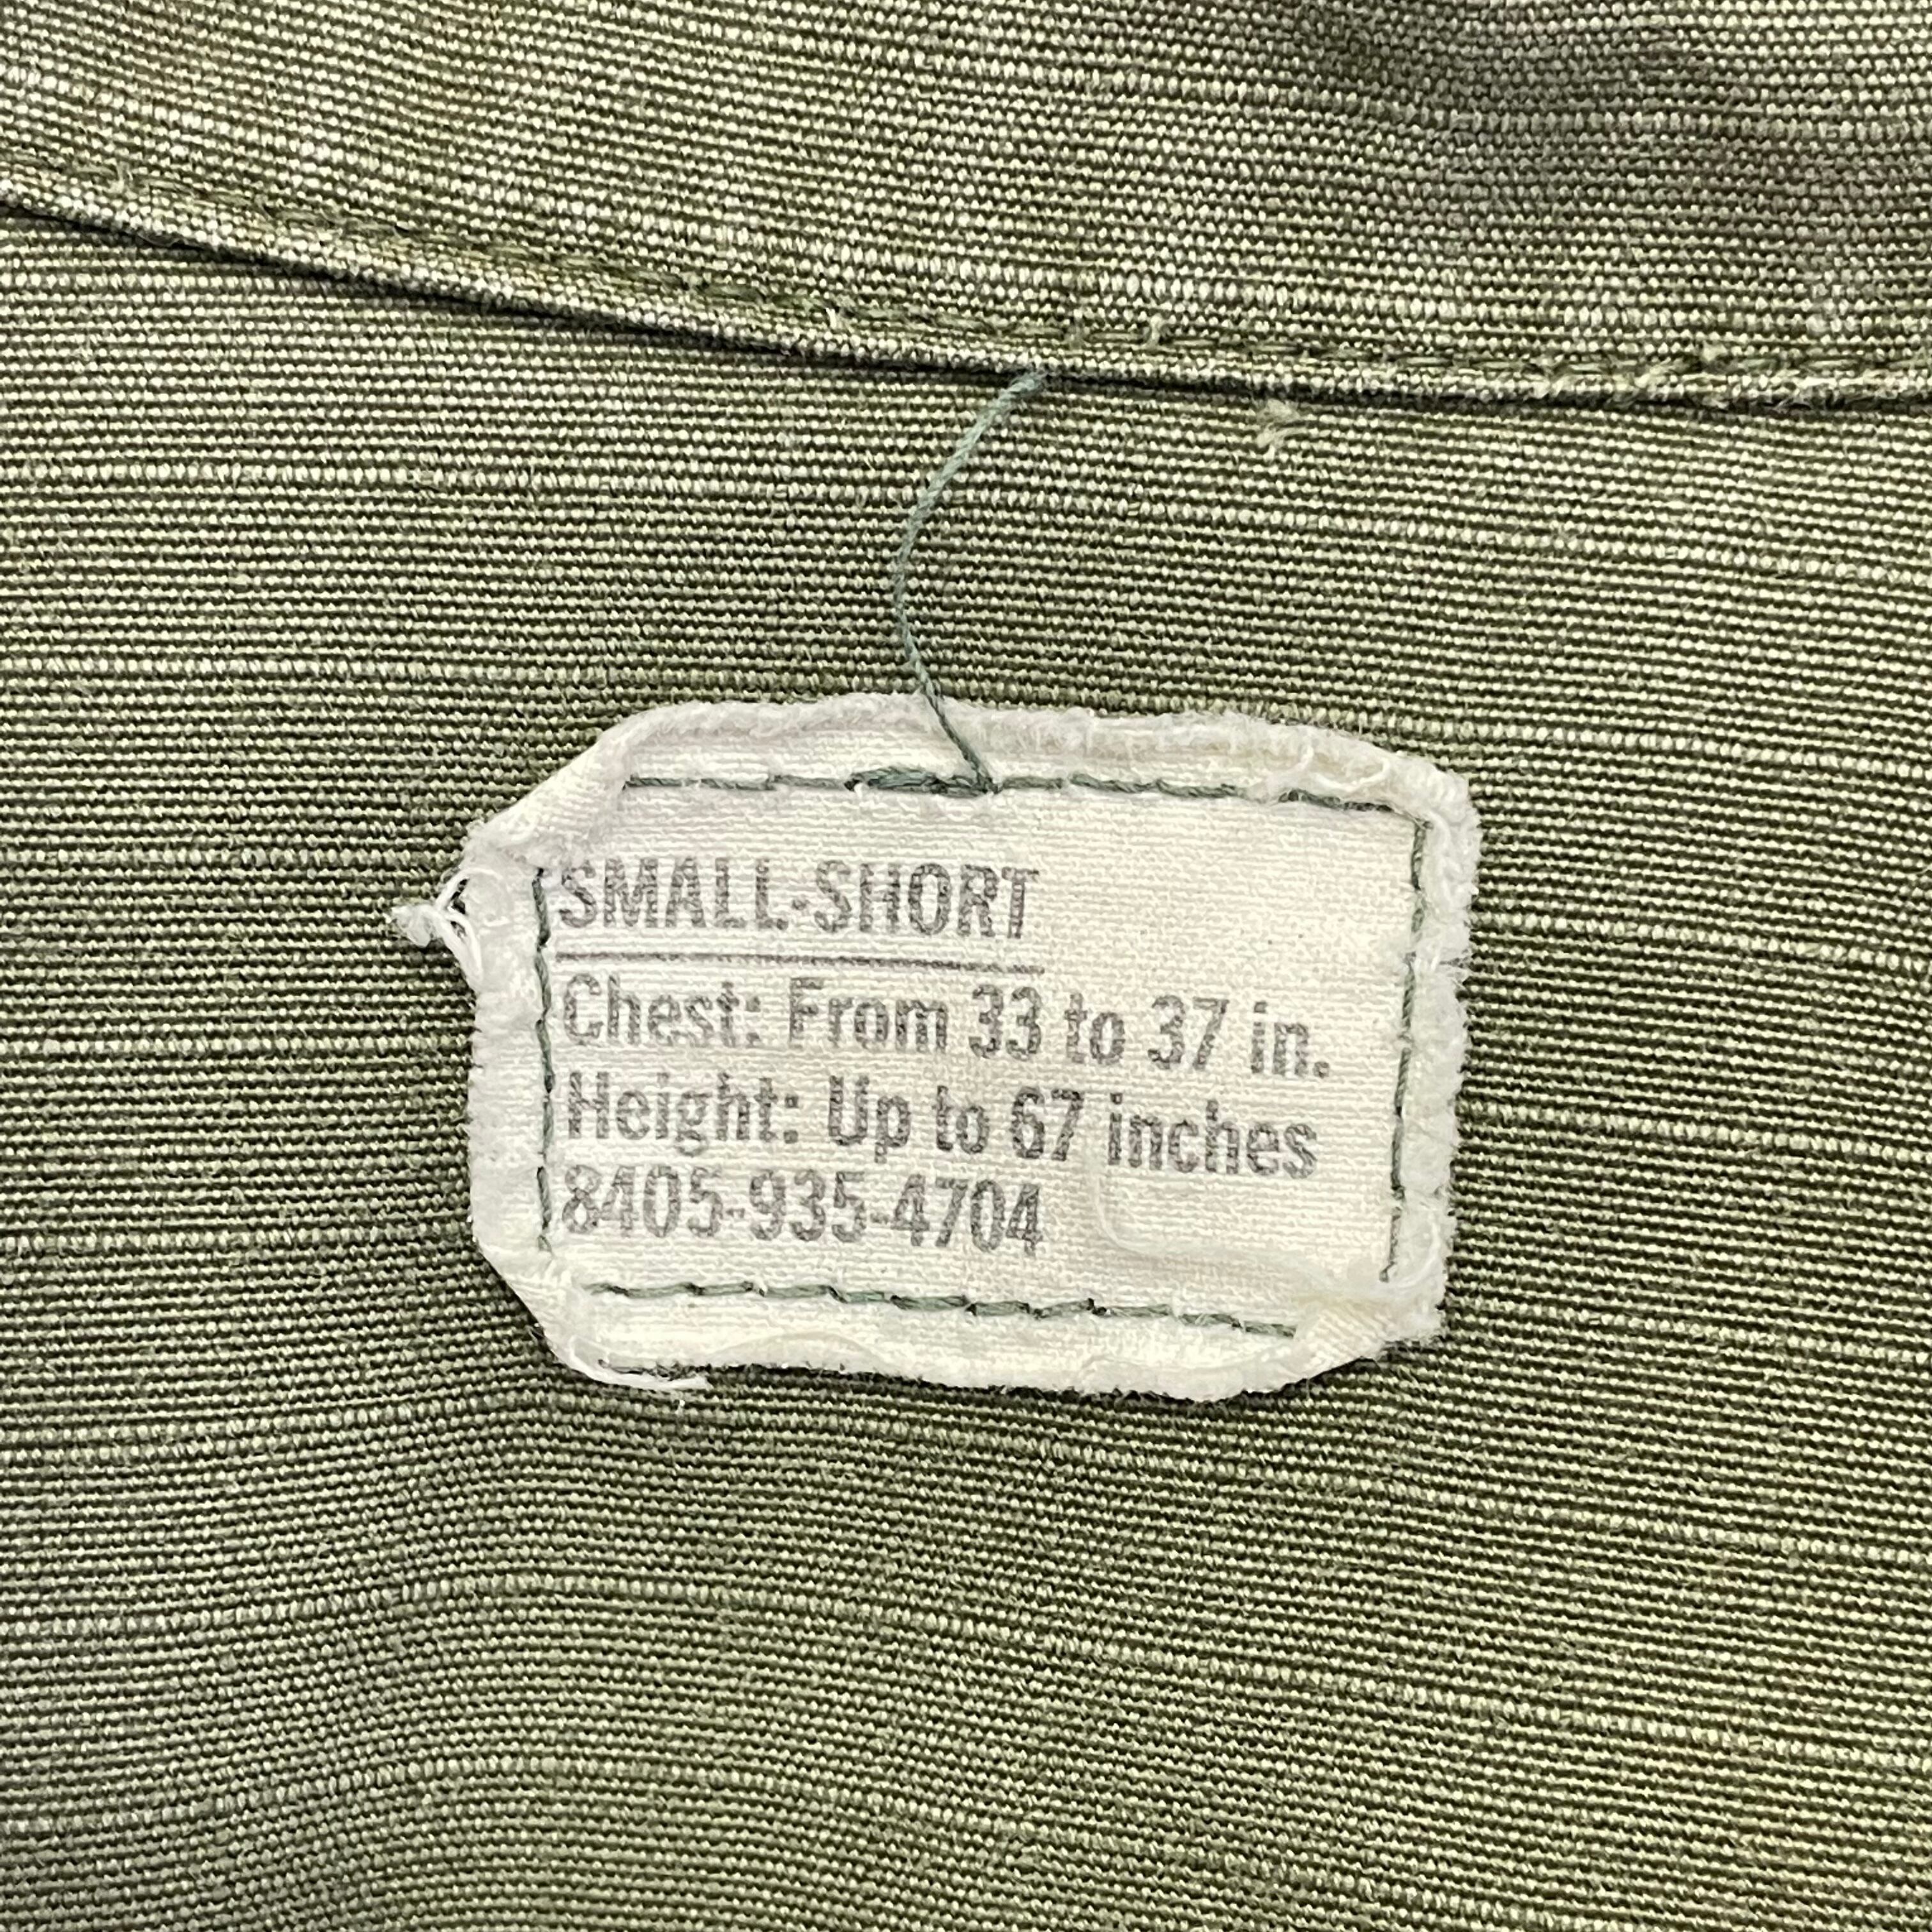 SMALL-SHORT
Chest: From 33 to 37 in.
Height: Up to 67 inches
8405-935-4704